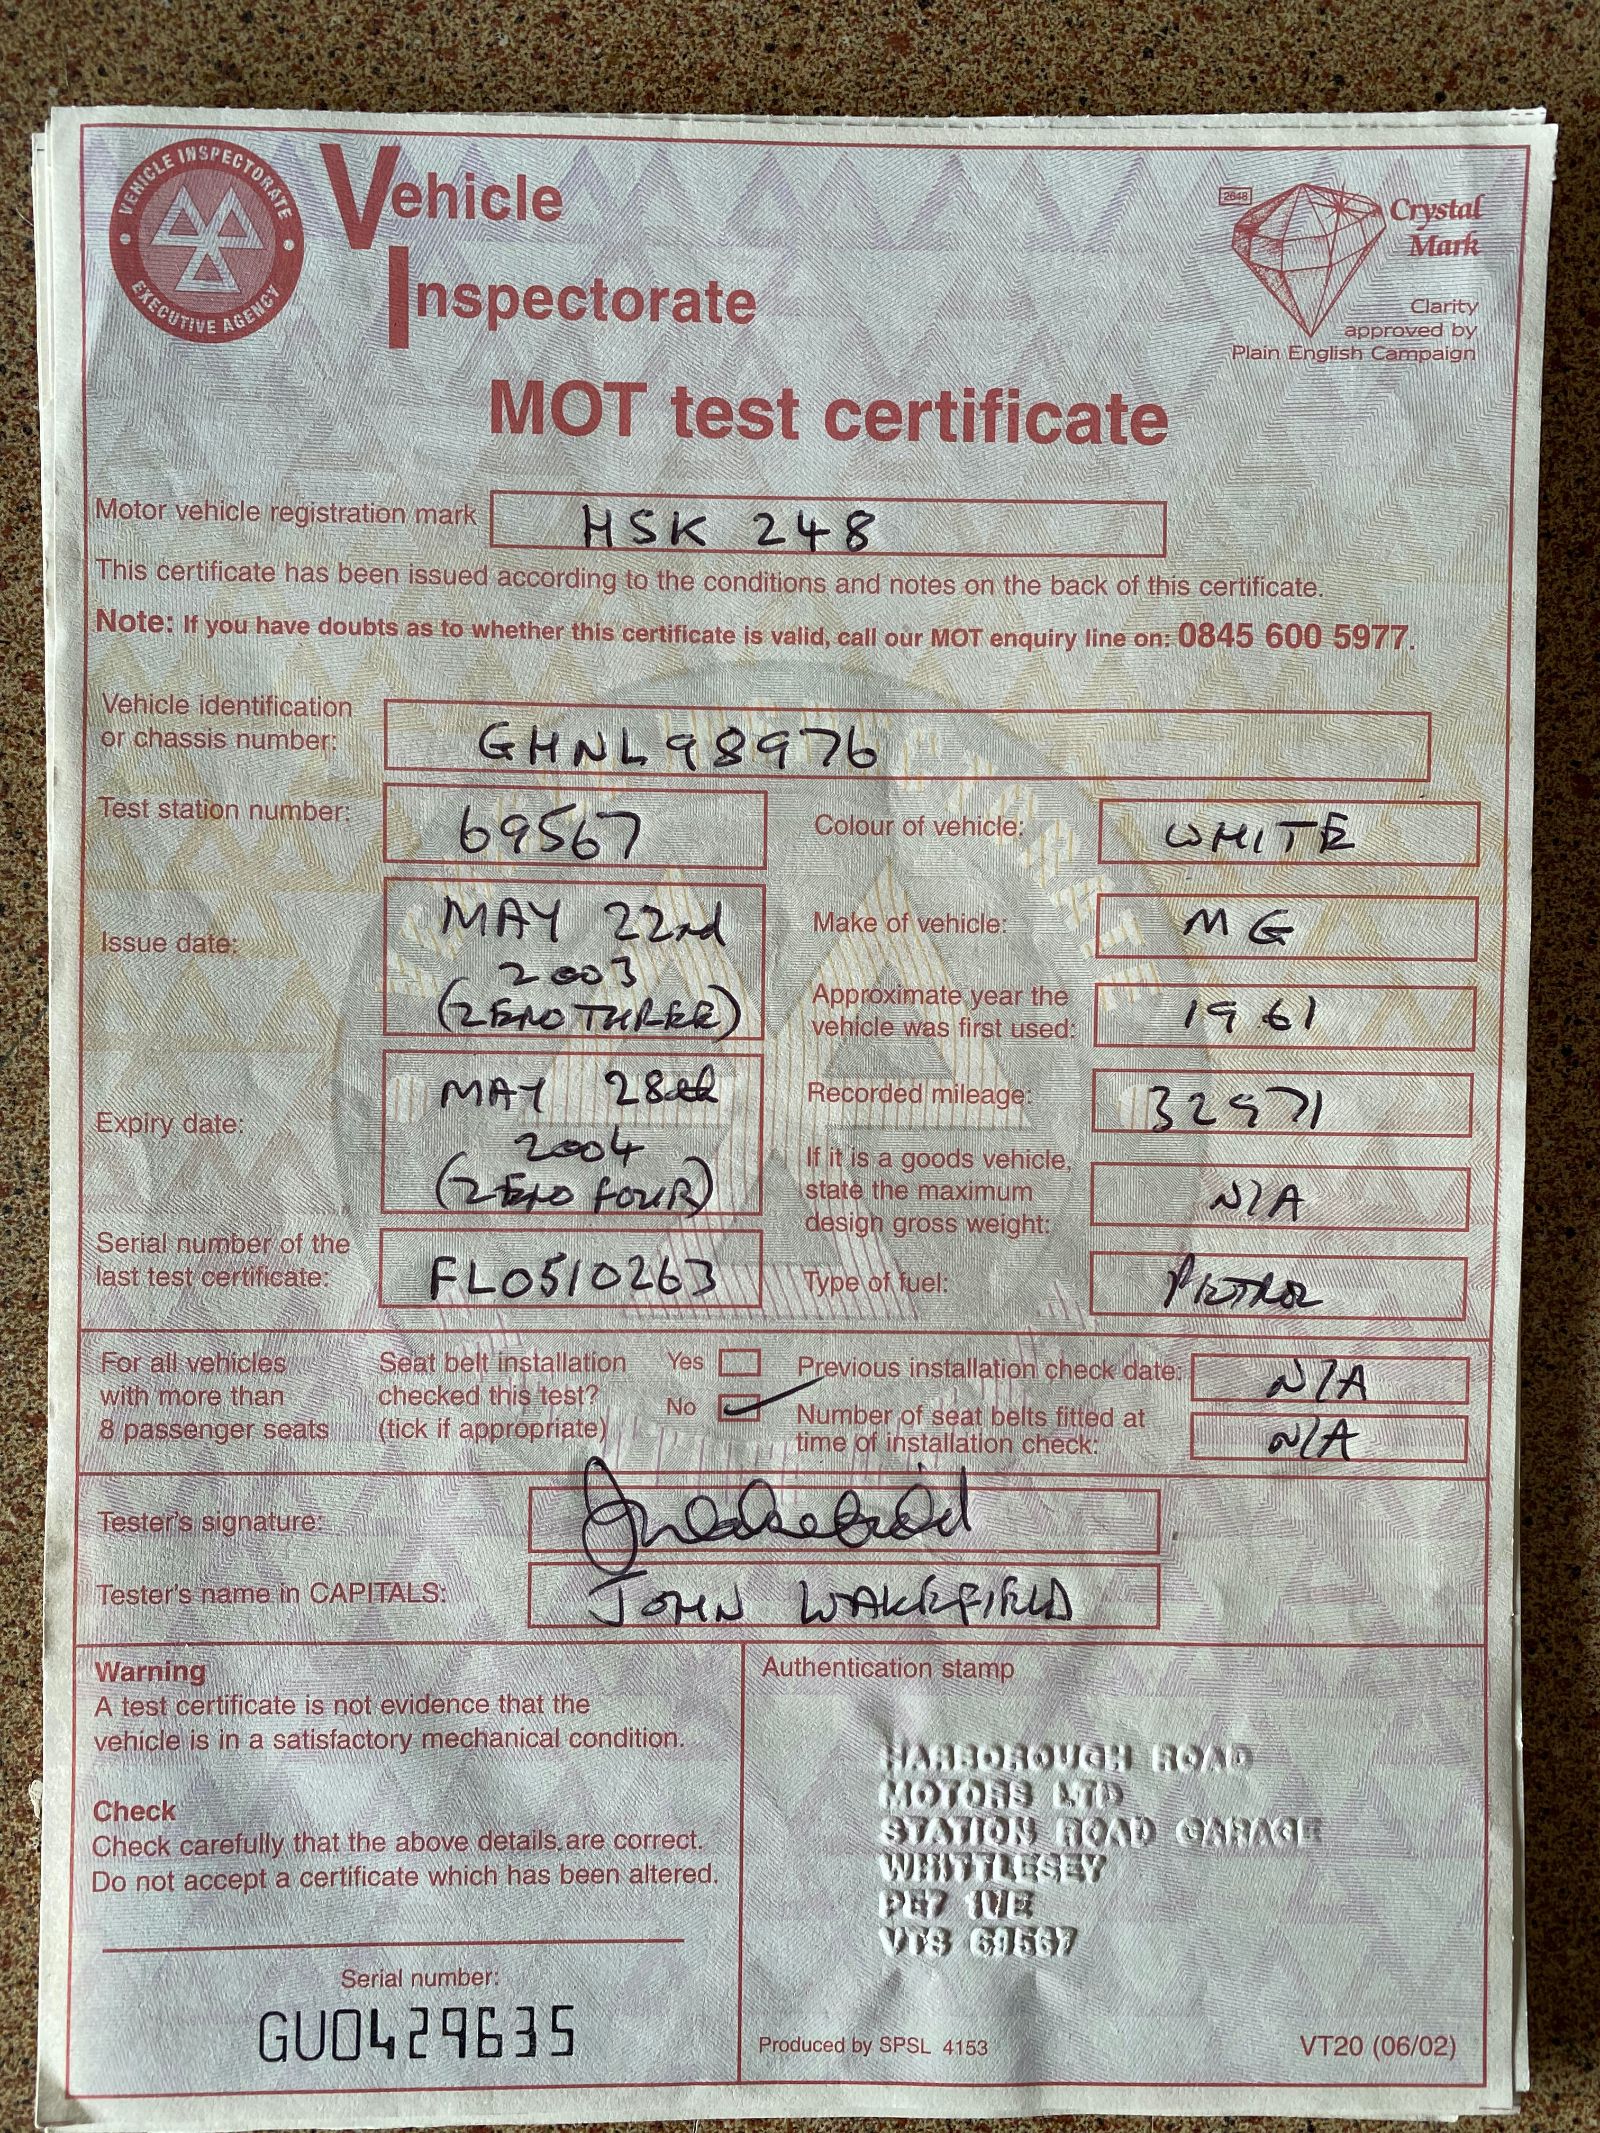 VEHICLE INSPECTORATE
EXECUTIVE AGENCY
Vehicle
Inspectorate
2648
Crystal
Mark
Clarity
approved by
Plain English Campaign
MOT test certificate
Motor vehicle registration mark HSK 248
This certificate has been issued according to the conditions and notes on the back of this certificate.
Note: If you have doubts as to whether this certificate is valid, call our MOT enquiry line on: 0845 600 5977.
Vehicle identification
or chassis number: GHNL98976
Test station number: 69567
Colour of vehicle: WHITE
Issue date: MAY 22nd
2003
(ZERO THREE)
Make of vehicle: MG
Approximate year the
vehicle was first used: 1961
Expiry date: MAY 28th
2004
(ZERO FOUR)
Recorded mileage: 32971
If it is a goods vehicle,
state the maximum
design gross weight: N/A
Serial number of the
last test certificate: FL0510263
Type of fuel: PETROL
For all vehicles
with more than
8 passenger seats
Seat belt installation
checked this test?
(tick if appropriate)
Yes
No
Previous installation check date: N/A
Number of seat belts fitted at
time of installation check: N/A
Tester's signature:
Tester's name in CAPITALS: JOHN WAKEFIELD
Warning
A test certificate is not evidence that the
vehicle is in a satisfactory mechanical condition.
Check
Check carefully that the above details are correct.
Do not accept a certificate which has been altered.
Serial number:
GU0429635
Authentication stamp
HARBOROUGH ROAD
MOTORS LTD
STATION ROAD GARAGE
WHITTLESEY
PE7 1UE
VTS 69567
Produced by SPSL 4153
VT20 (06/02)